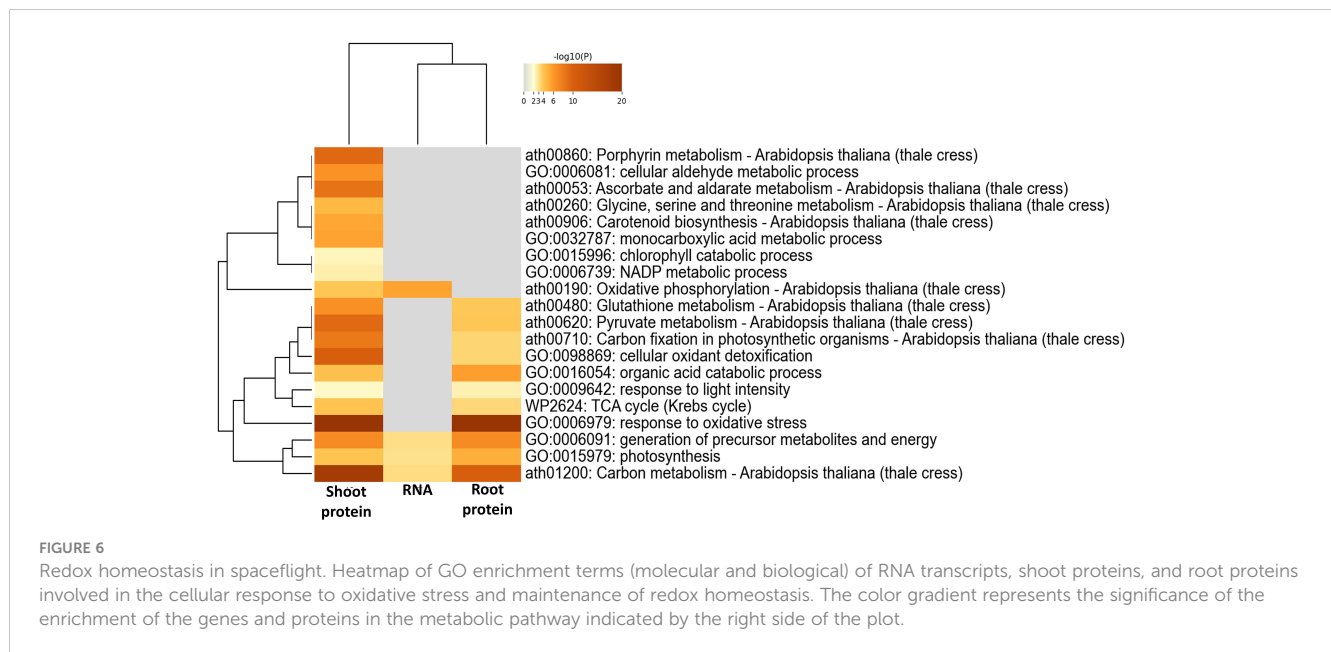 -log10(P)
0 2 3 4 6 10 20
ath00860: Porphyrin metabolism - Arabidopsis thaliana (thale cress)
GO:0006081: cellular aldehyde metabolic process
ath00053: Ascorbate and aldarate metabolism - Arabidopsis thaliana (thale cress)
ath00260: Glycine, serine and threonine metabolism - Arabidopsis thaliana (thale cress)
ath00906: Carotenoid biosynthesis - Arabidopsis thaliana (thale cress)
GO:0032787: monocarboxylic acid metabolic process
GO:0015996: chlorophyll catabolic process
GO:0006739: NADP metabolic process
ath00190: Oxidative phosphorylation - Arabidopsis thaliana (thale cress)
ath00480: Glutathione metabolism - Arabidopsis thaliana (thale cress)
ath00620: Pyruvate metabolism - Arabidopsis thaliana (thale cress)
ath00710: Carbon fixation in photosynthetic organisms - Arabidopsis thaliana (thale cress)
GO:0098869: cellular oxidant detoxification
GO:0016054: organic acid catabolic process
GO:0009642: response to light intensity
WP2624: TCA cycle (Krebs cycle)
GO:0006979: response to oxidative stress
GO:0006091: generation of precursor metabolites and energy
GO:0015979: photosynthesis
ath01200: Carbon metabolism - Arabidopsis thaliana (thale cress)
Shoot RNA Root
protein protein
FIGURE 6
Redox homeostasis in spaceflight. Heatmap of GO enrichment terms (molecular and biological) of RNA transcripts, shoot proteins, and root proteins
involved in the cellular response to oxidative stress and maintenance of redox homeostasis. The color gradient represents the significance of the
enrichment of the genes and proteins in the metabolic pathway indicated by the right side of the plot.